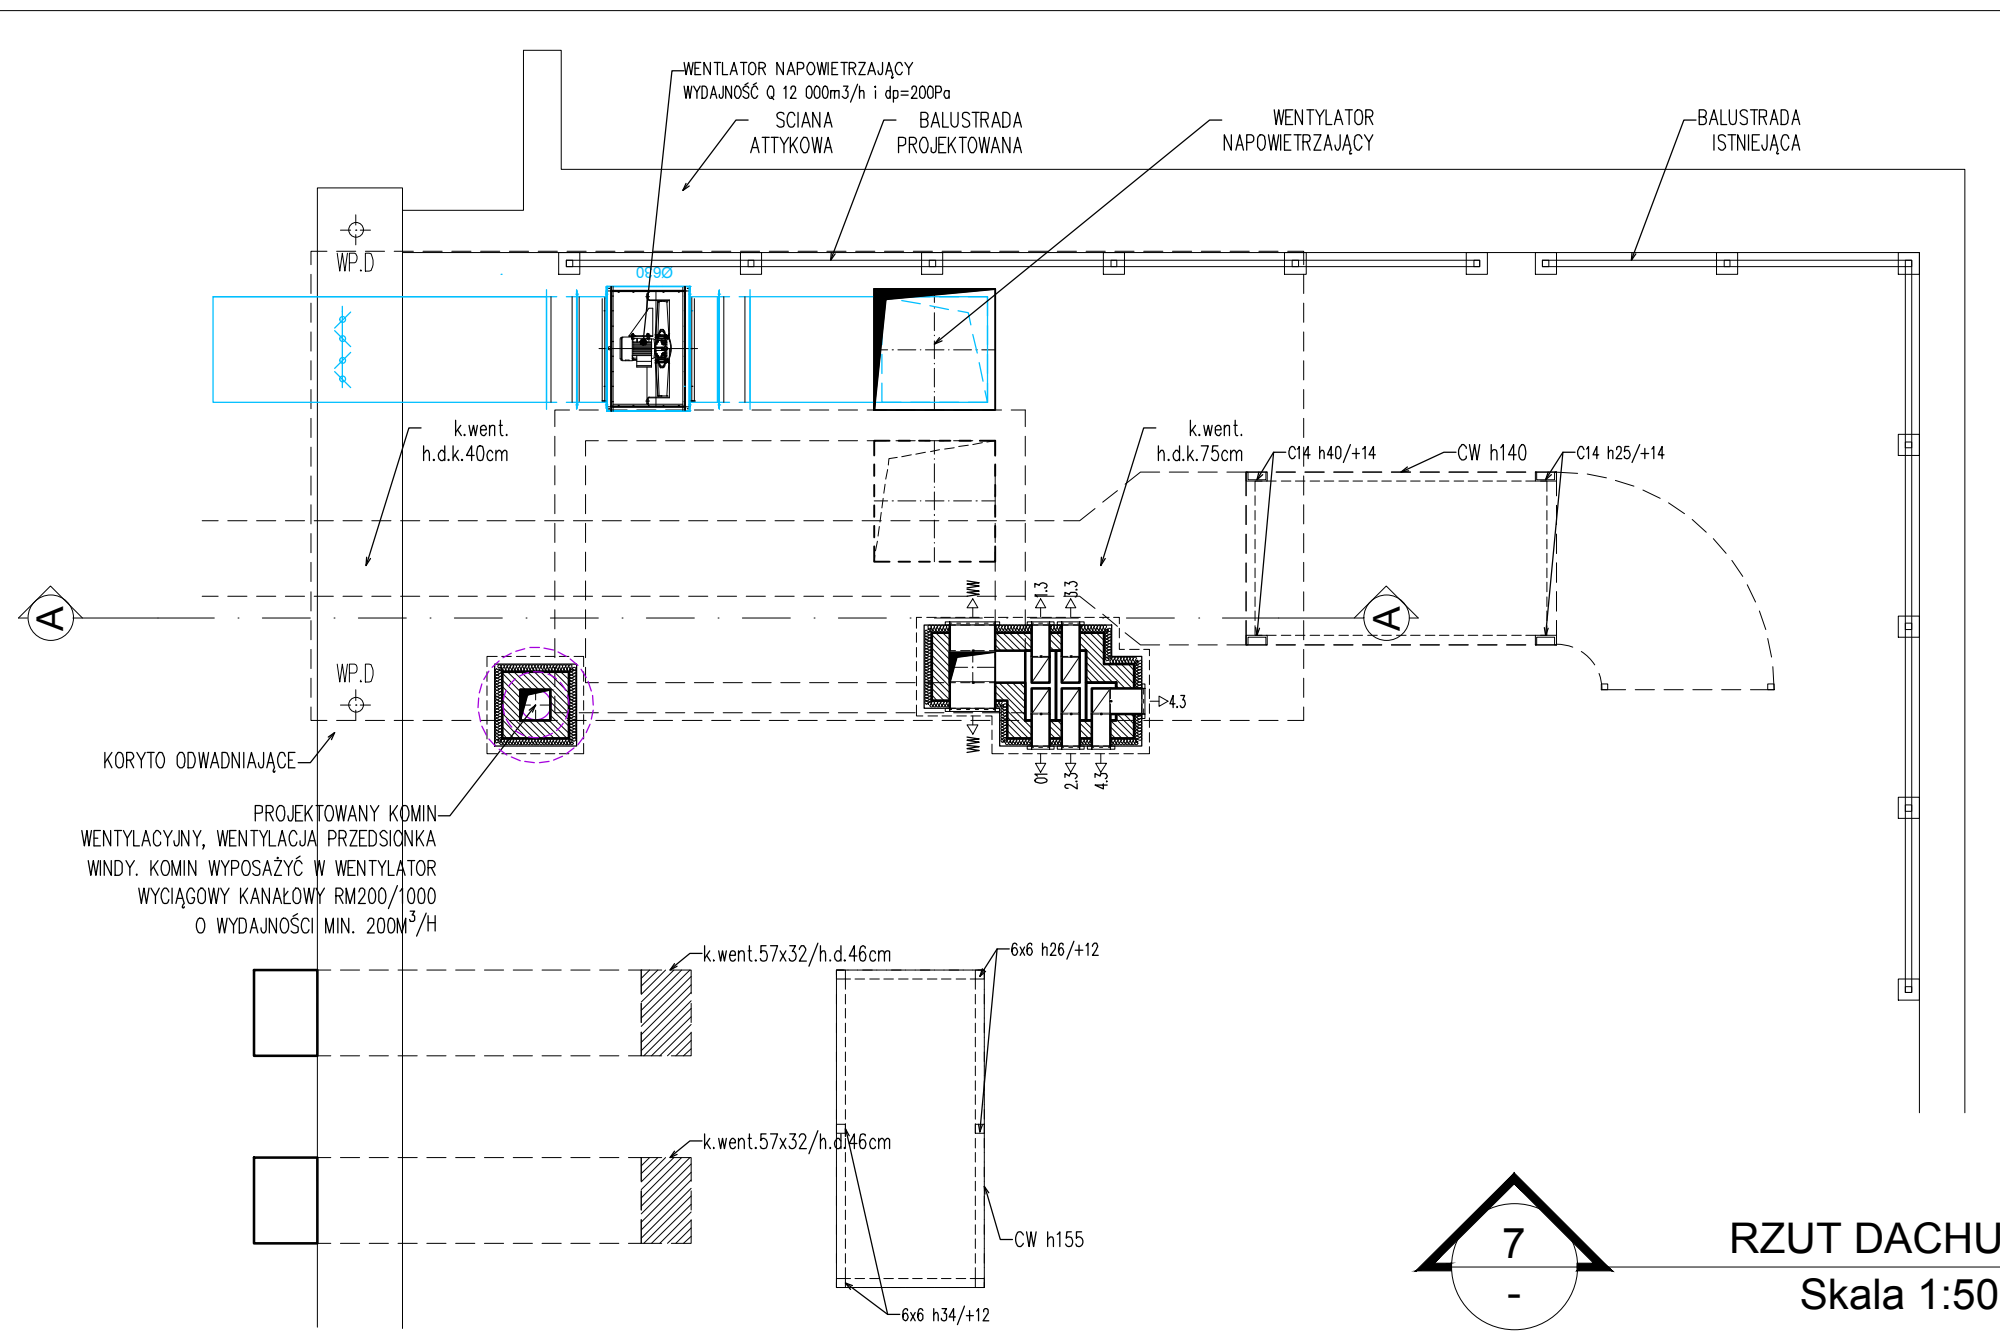 WENTLATOR NAPOWIETRZAJĄCY
WYDAJNOŚĆ Q 12 000m3/h i dp=200Pa
SCIANA
ATTYKOWA
BALUSTRADA
PROJEKTOWANA
WENTYLATOR
NAPOWIETRZAJĄCY
BALUSTRADA
ISTNIEJĄCA
WP.D
Ø630
k.went.
h.d.k.40cm
k.went.
h.d.k.75cm
C14 h40/+14
CW h140
C14 h25/+14
A
A
WW
1.3
3.3
WP.D
4.3
WW
01
2.3
4.3
KORYTO ODWADNIAJĄCE
PROJEKTOWANY KOMIN
WENTYLACYJNY, WENTYLACJA PRZEDSIONKA
WINDY. KOMIN WYPOSAŻYĆ W WENTYLATOR
WYCIĄGOWY KANAŁOWY RM200/1000
O WYDAJNOŚCI MIN. 200M³/H
k.went.57x32/h.d.46cm
6x6 h26/+12
k.went.57x32/h.d.46cm
CW h155
6x6 h34/+12
7
-
RZUT DACHU
Skala 1:50